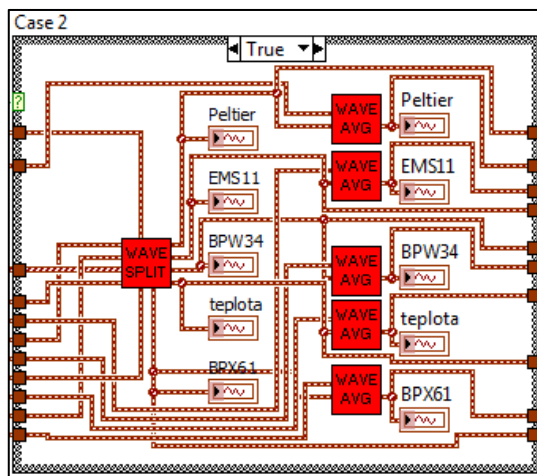 Case 2
True
?
Peltier
EMS11
BPW34
teplota
BPX61
WAVE
SPLIT
WAVE
AVG
Peltier
WAVE
AVG
EMS11
WAVE
AVG
BPW34
WAVE
AVG
teplota
WAVE
AVG
BPX61